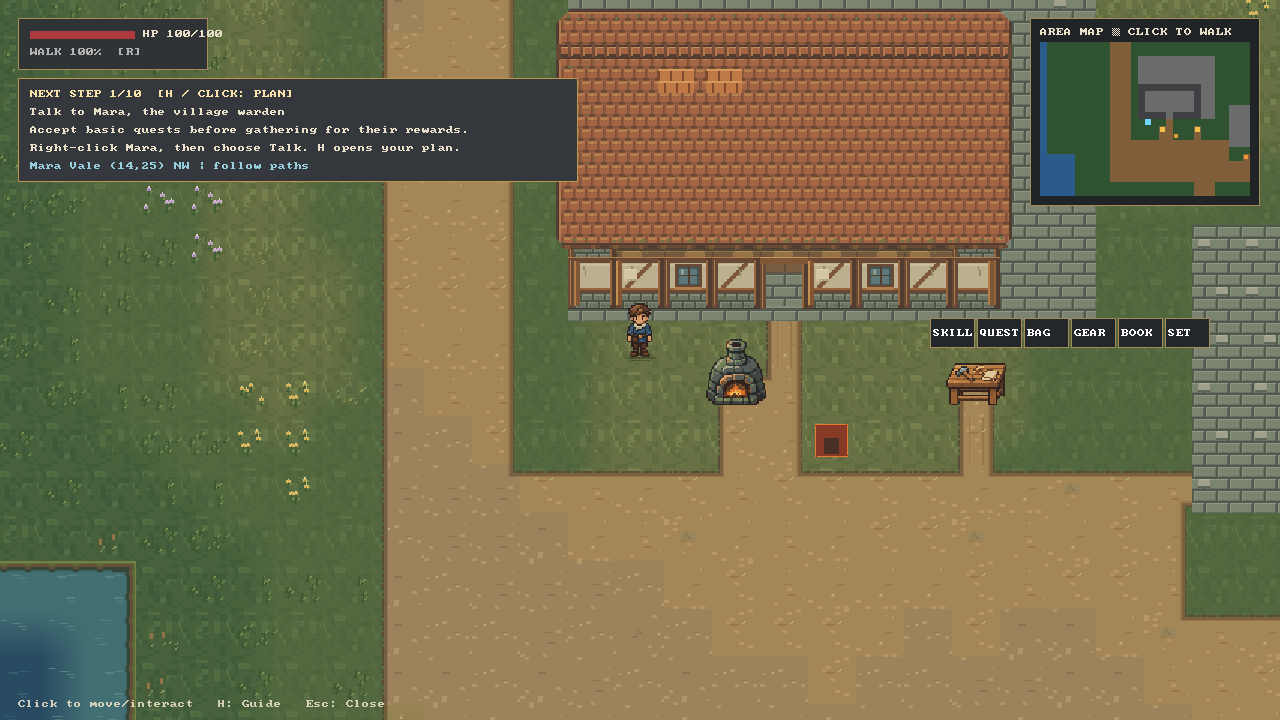 HP 100/100
WALK 100% [R]
NEXT STEP 1/10 [H / CLICK: PLAN]
Talk to Mara, the village warden
Accept basic quests before gathering for their rewards.
Right-click Mara, then choose Talk. H opens your plan.
Mara Vale (14,25) NW ¦ follow paths
AREA MAP ▒ CLICK TO WALK
SKILL QUEST BAG GEAR BOOK SET
Click to move/interact H: Guide Esc: Close